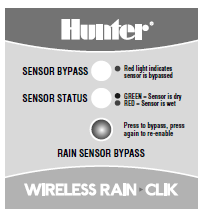 Hunter®
SENSOR BYPASS
Red light indicates
sensor is bypassed
SENSOR STATUS
GREEN = Sensor is dry
RED = Sensor is wet
Press to bypass, press
again to re-enable
RAIN SENSOR BYPASS
WIRELESS RAIN·CLIK